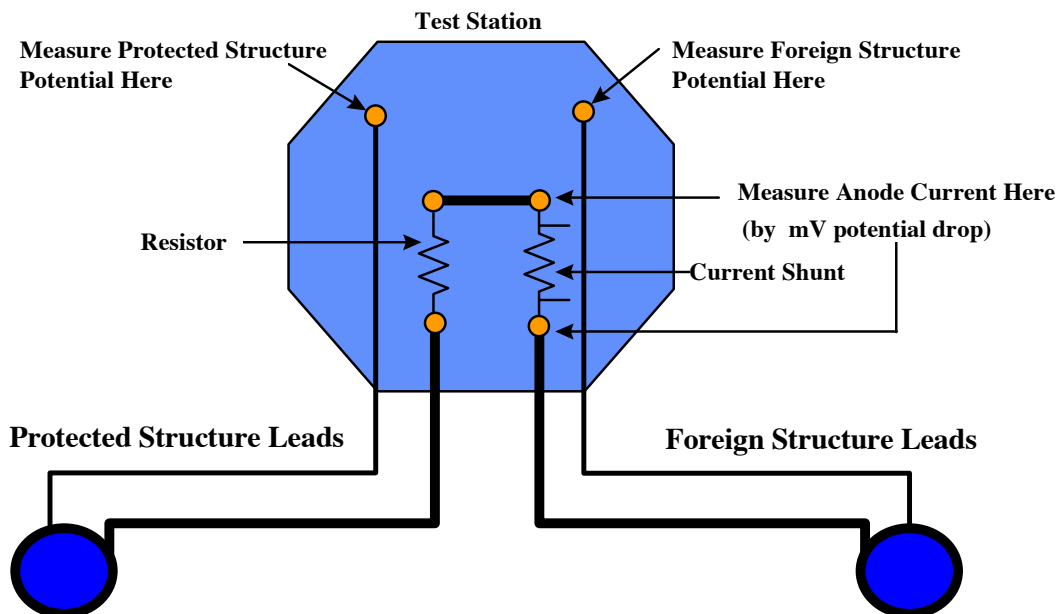 Test Station
Measure Protected Structure
Potential Here
Measure Foreign Structure
Potential Here
Measure Anode Current Here
(by mV potential drop)
Resistor
Current Shunt
Protected Structure Leads
Foreign Structure Leads